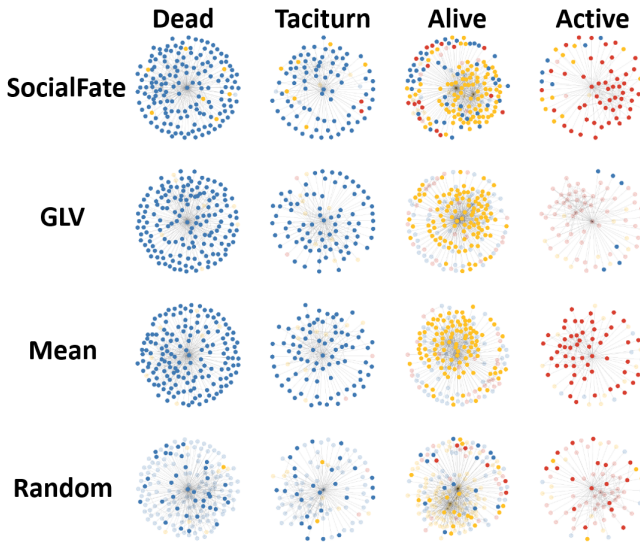 Dead Taciturn Alive Active
SocialFate
GLV
Mean
Random